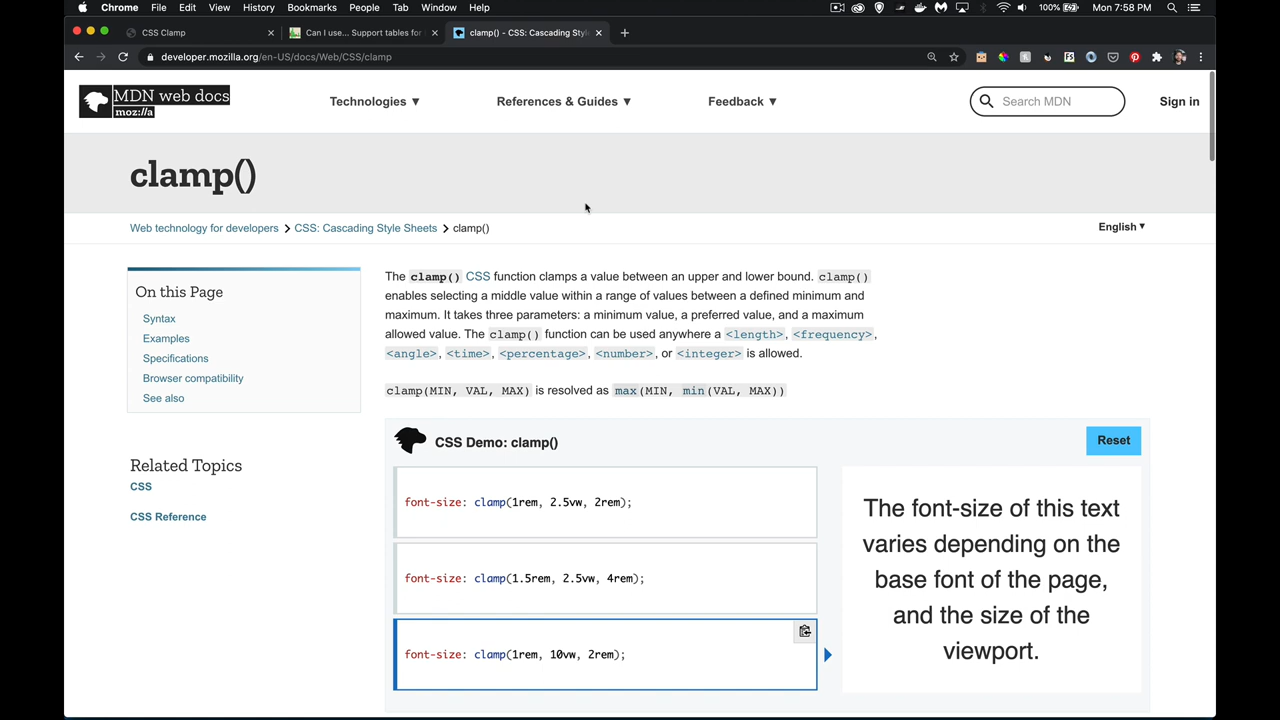 Chrome File Edit View History Bookmarks People Tab Window Help 100% Mon 7:58 PM
CSS Clamp Can I use... Support tables for clamp() - CSS: Cascading Styl
developer.mozilla.org/en-US/docs/Web/CSS/clamp
MDN web docs
moz://a
Technologies ▼ References & Guides ▼ Feedback ▼ Search MDN Sign in
clamp()
Web technology for developers > CSS: Cascading Style Sheets > clamp() English ▼
On this Page
Syntax
Examples
Specifications
Browser compatibility
See also
Related Topics
CSS
CSS Reference
The clamp() CSS function clamps a value between an upper and lower bound. clamp()
enables selecting a middle value within a range of values between a defined minimum and
maximum. It takes three parameters: a minimum value, a preferred value, and a maximum
allowed value. The clamp() function can be used anywhere a <length>, <frequency>,
<angle>, <time>, <percentage>, <number>, or <integer> is allowed.
clamp(MIN, VAL, MAX) is resolved as max(MIN, min(VAL, MAX))
CSS Demo: clamp() Reset
font-size: clamp(1rem, 2.5vw, 2rem);
font-size: clamp(1.5rem, 2.5vw, 4rem);
font-size: clamp(1rem, 10vw, 2rem);
The font-size of this text
varies depending on the
base font of the page,
and the size of the
viewport.